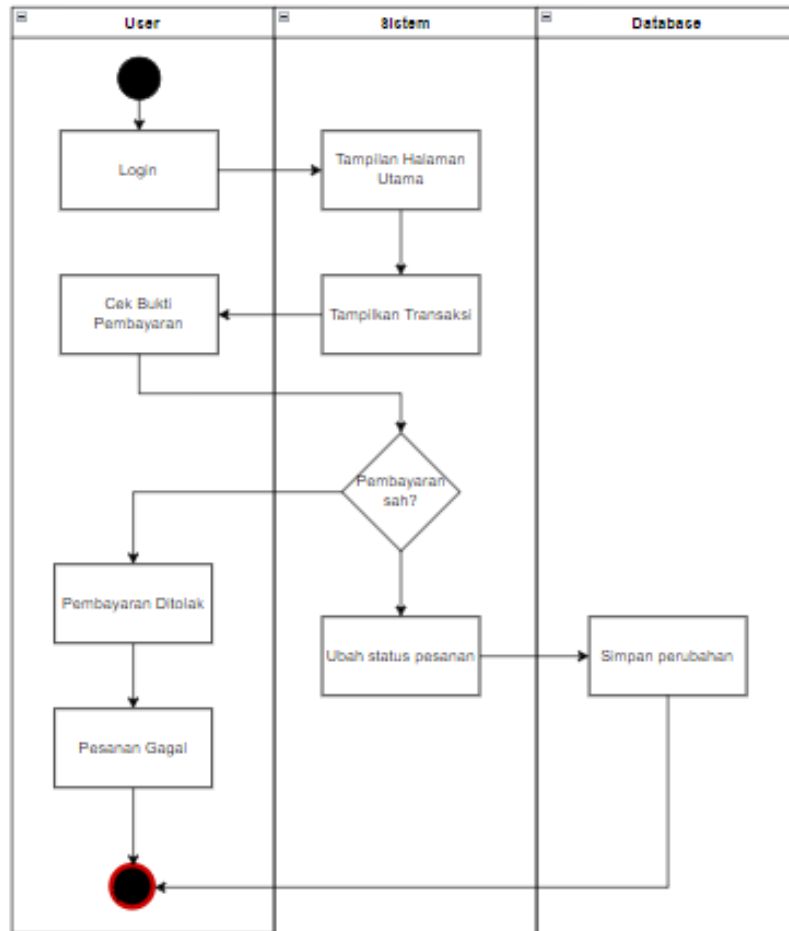 User
Sistem
Database
Login
Tampilan Halaman
Utama
Cek Bukti
Pembayaran
Tampilkan Transaksi
Pembayaran
sah?
Pembayaran Ditolak
Ubah status pesanan
Simpan perubahan
Pesanan Gagal